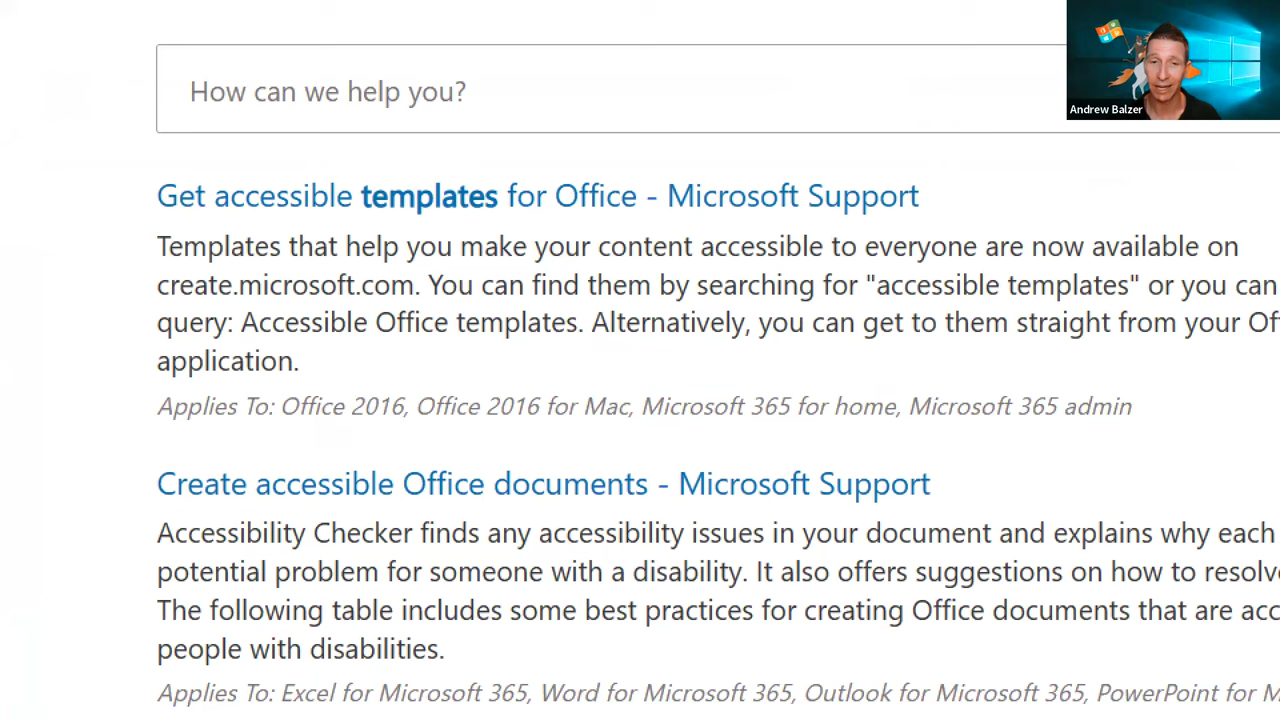 How can we help you?
Andrew Balzer
Get accessible templates for Office - Microsoft Support
Templates that help you make your content accessible to everyone are now available on
create.microsoft.com. You can find them by searching for "accessible templates" or you can
query: Accessible Office templates. Alternatively, you can get to them straight from your
application.
Applies To: Office 2016, Office 2016 for Mac, Microsoft 365 for home, Microsoft 365 admin
Create accessible Office documents - Microsoft Support
Accessibility Checker finds any accessibility issues in your document and explains why each
potential problem for someone with a disability. It also offers suggestions on how to
The following table includes some best practices for creating Office documents that are
people with disabilities.
Applies To: Excel for Microsoft 365, Word for Microsoft 365, Outlook for Microsoft 365, PowerPoint for